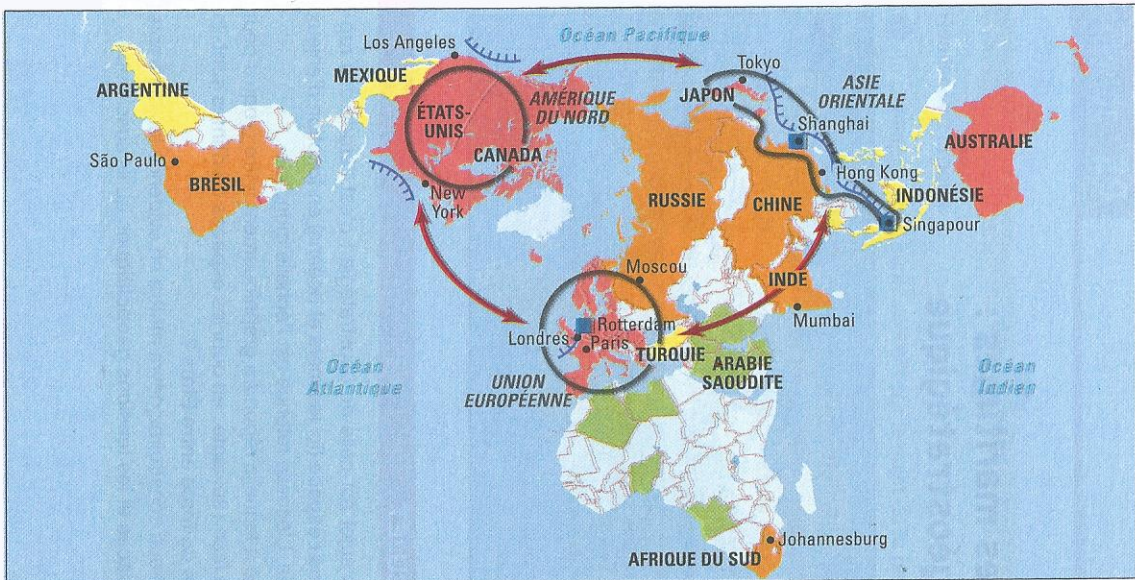 Océan Pacifique
Los Angeles
Tokyo
ARGENTINE
MEXIQUE
AMÉRIQUE
DU NORD
JAPON
ASIE
ORIENTALE
ÉTATS-
UNIS
Shanghai
AUSTRALIE
São Paulo
CANADA
Hong Kong
BRÉSIL
New
York
RUSSIE
CHINE
INDONÉSIE
Singapour
Moscou
INDE
Mumbai
Rotterdam
Londres
Paris
TURQUIE
ARABIE
SAOUDITE
Océan
Atlantique
UNION
EUROPÉENNE
Océan
Indien
Johannesburg
AFRIQUE DU SUD